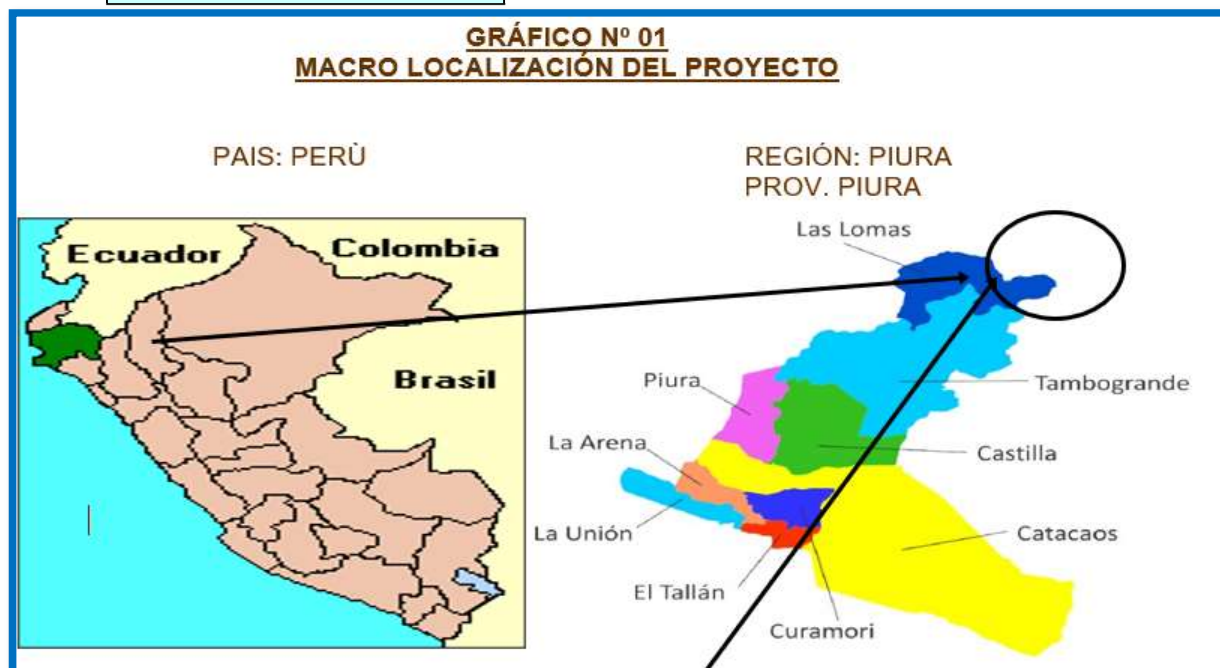 GRÁFICO Nº 01
MACRO LOCALIZACIÓN DEL PROYECTO
PAIS: PERÙ
REGIÓN: PIURA
PROV. PIURA
Ecuador
Colombia
Brasil
Las Lomas
Piura
Tambogrande
La Arena
Castilla
La Unión
Catacaos
El Tallán
Curamori